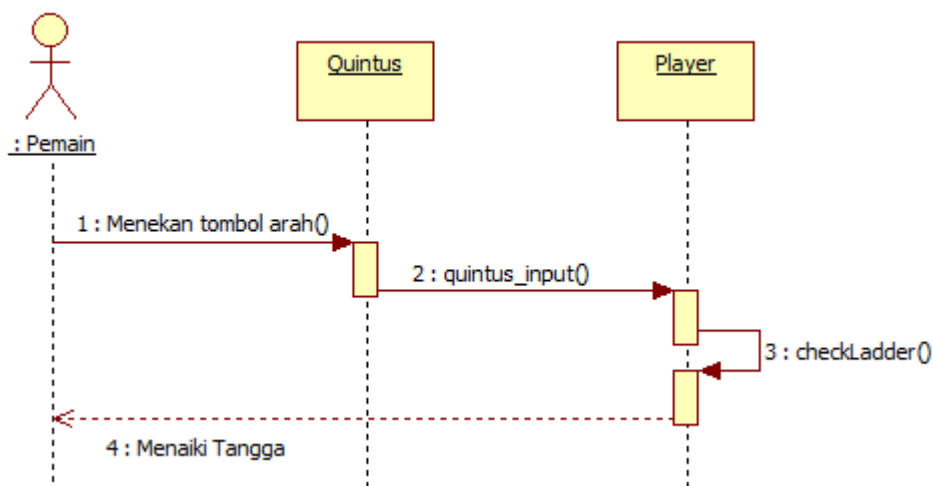 Quintus
Player
: Pemain
1 : Menekan tombol arah()
2 : quintus_input()
3 : checkLadder()
4 : Menaiki Tangga